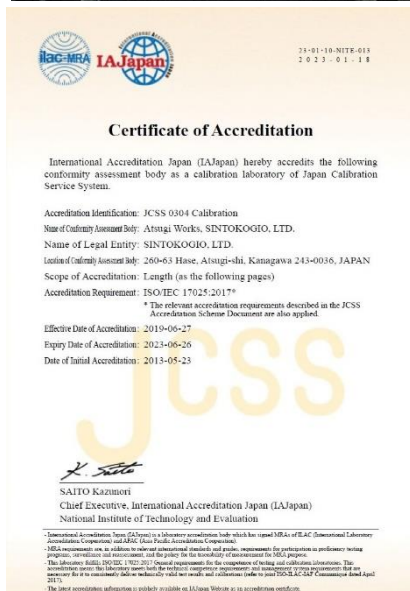 ilac-MRA
IAJapan
International Accreditation Japan
23-01-10-NITE-013
2023-01-18
Certificate of Accreditation
International Accreditation Japan (IAJapan) hereby accredits the following
conformity assessment body as a calibration laboratory of Japan Calibration
Service System.
Accreditation Identification: JCSS 0304 Calibration
Name of Conformity Assessment Body: Atsugi Works, SINTOKOGIO, LTD.
Name of Legal Entity: SINTOKOGIO, LTD.
Location of Conformity Assessment Body: 260-63 Hase, Atsugi-shi, Kanagawa 243-0036, JAPAN
Scope of Accreditation: Length (as the following pages)
Accreditation Requirement: ISO/IEC 17025:2017*
* The relevant accreditation requirements described in the JCSS
Accreditation Scheme Document are also applied.
Effective Date of Accreditation: 2019-06-27
Expiry Date of Accreditation: 2023-06-26
Date of Initial Accreditation: 2013-05-23
JCSS
K. Saito
SAITO Kazunori
Chief Executive, International Accreditation Japan (IAJapan)
National Institute of Technology and Evaluation
- International Accreditation Japan (IAJapan) is a laboratory accreditation body which has signed MRAs of ILAC (International Laboratory
Accreditation Cooperation) and APAC (Asia Pacific Accreditation Cooperation).
- MRA requirements are, in addition to relevant international standards and guides, requirements for participation in proficiency testing
programs, surveillance and reassessment, and the policy for the traceability of measurement for MRA purpose.
- This laboratory fulfills ISO/IEC 17025:2017 General requirements for the competence of testing and calibration laboratories. This
accreditation means this laboratory meets both the technical competence requirements and management system requirements that are
necessary for it to consistently deliver technically valid test results and calibrations (refer to joint ISO-ILAC-IAF Communique dated April
2017).
- The latest accreditation information is publicly available on IAJapan Website as an accreditation certificate.